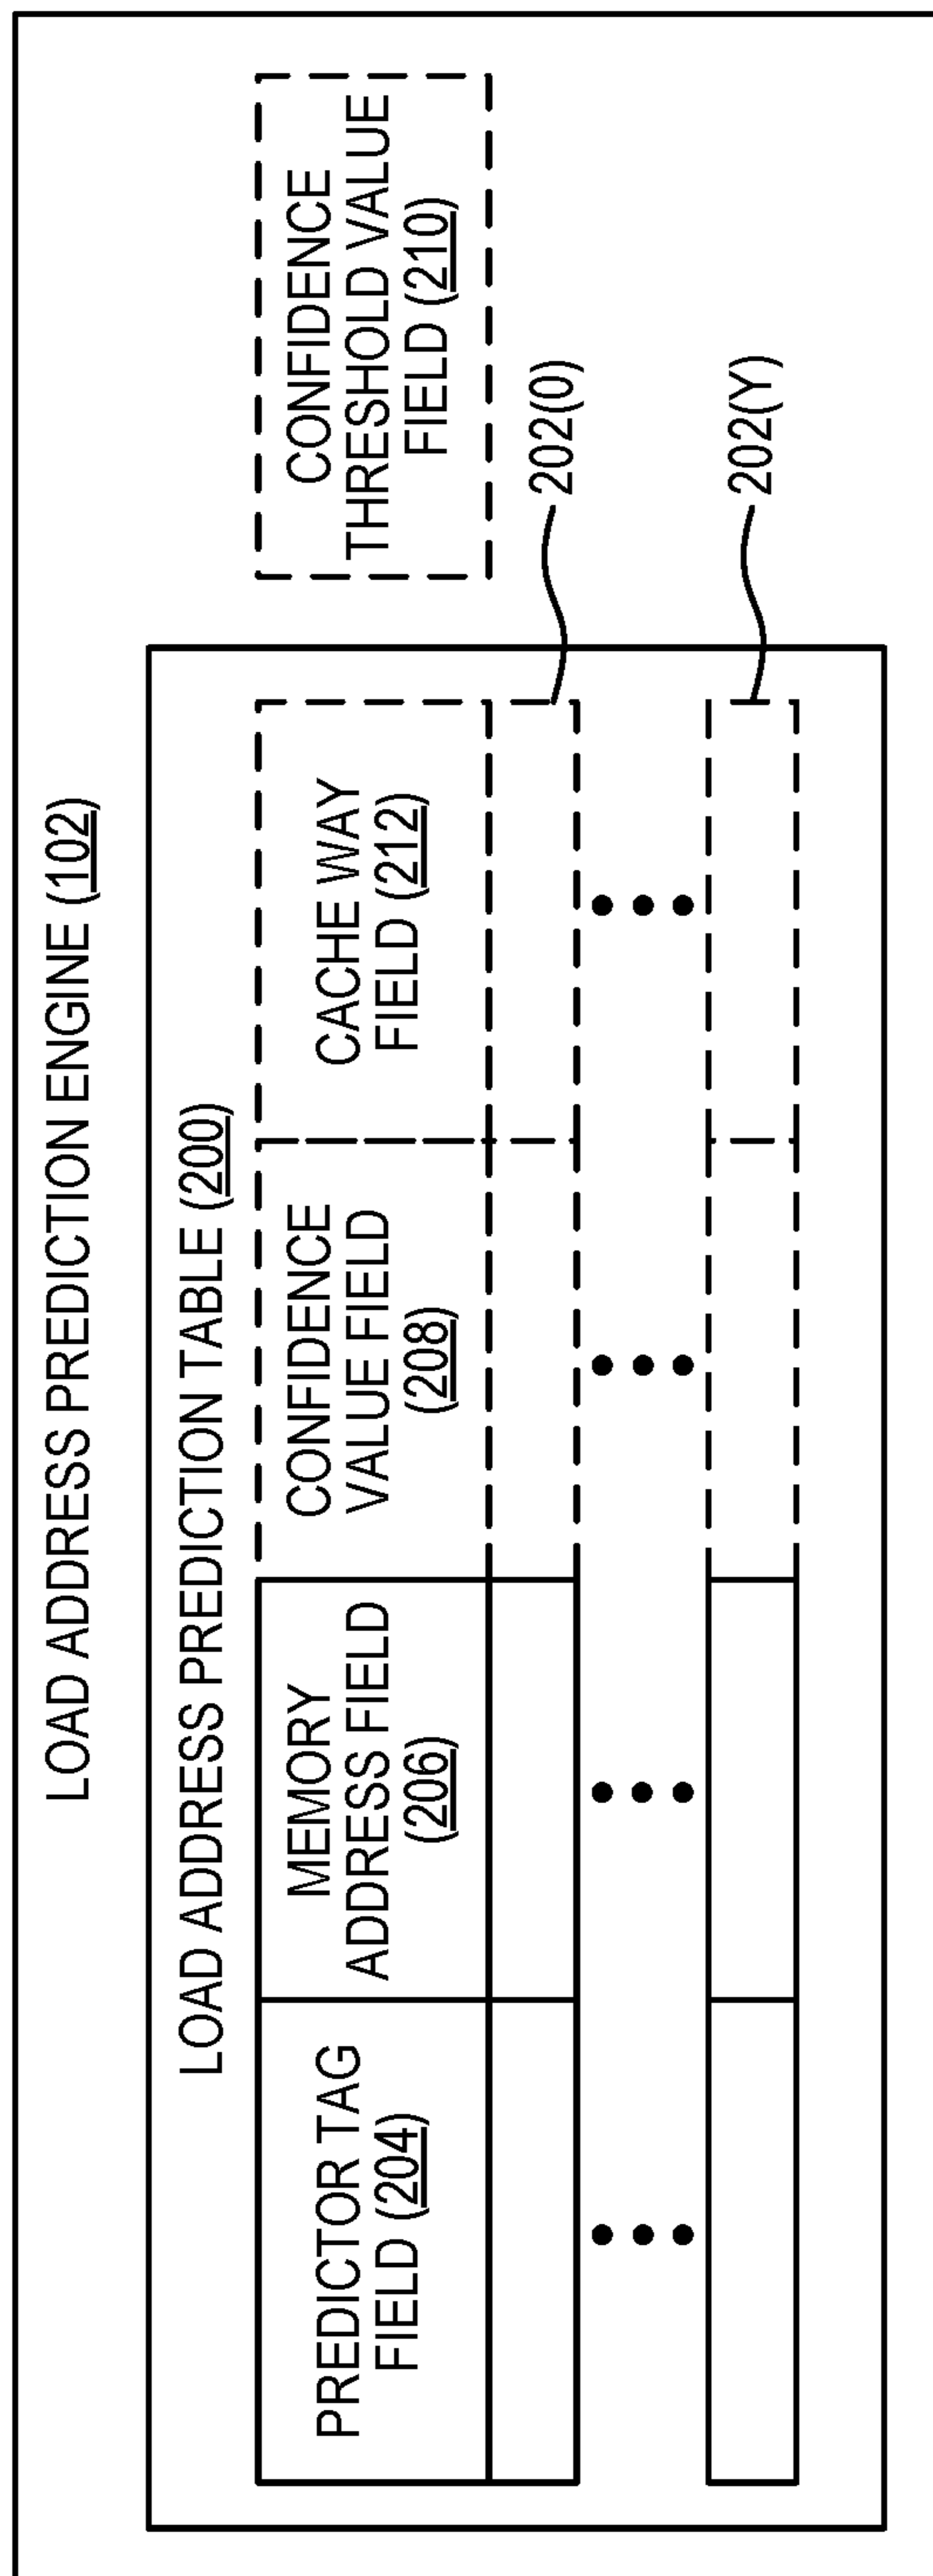 LOAD ADDRESS PREDICTION ENGINE (102)
LOAD ADDRESS PREDICTION TABLE (200)
PREDICTOR TAG
FIELD (204)
MEMORY
ADDRESS FIELD
(206)
CONFIDENCE
VALUE FIELD
(208)
CACHE WAY
FIELD (212)
CONFIDENCE
THRESHOLD VALUE
FIELD (210)
202(0)
202(Y)